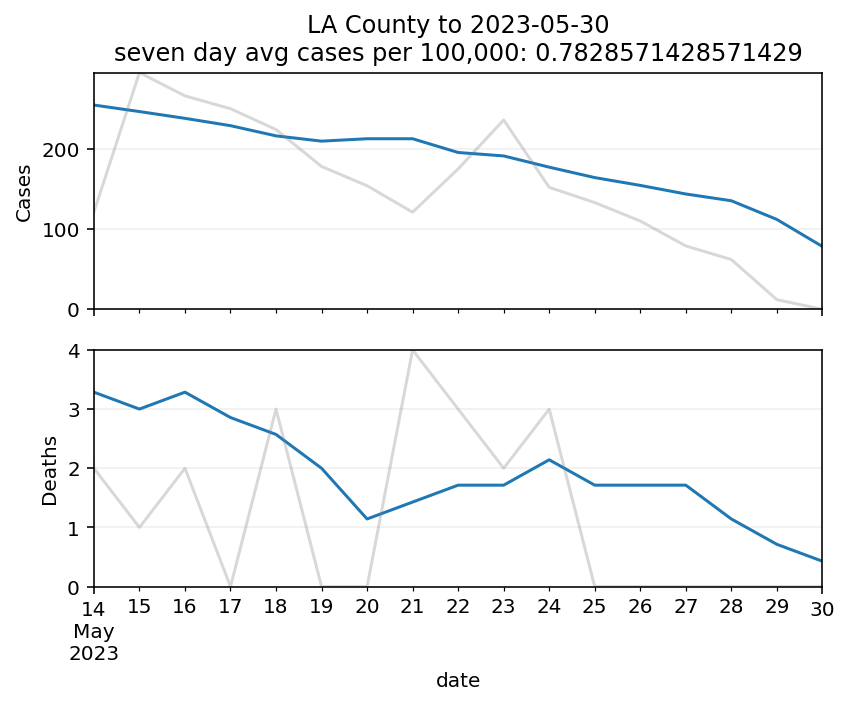 LA County to 2023-05-30
seven day avg cases per 100,000: 0.7828571428571429
Cases
200
100
0
Deaths
4
3
2
1
0
14 15 16 17 18 19 20 21 22 23 24 25 26 27 28 29 30
May
2023
date